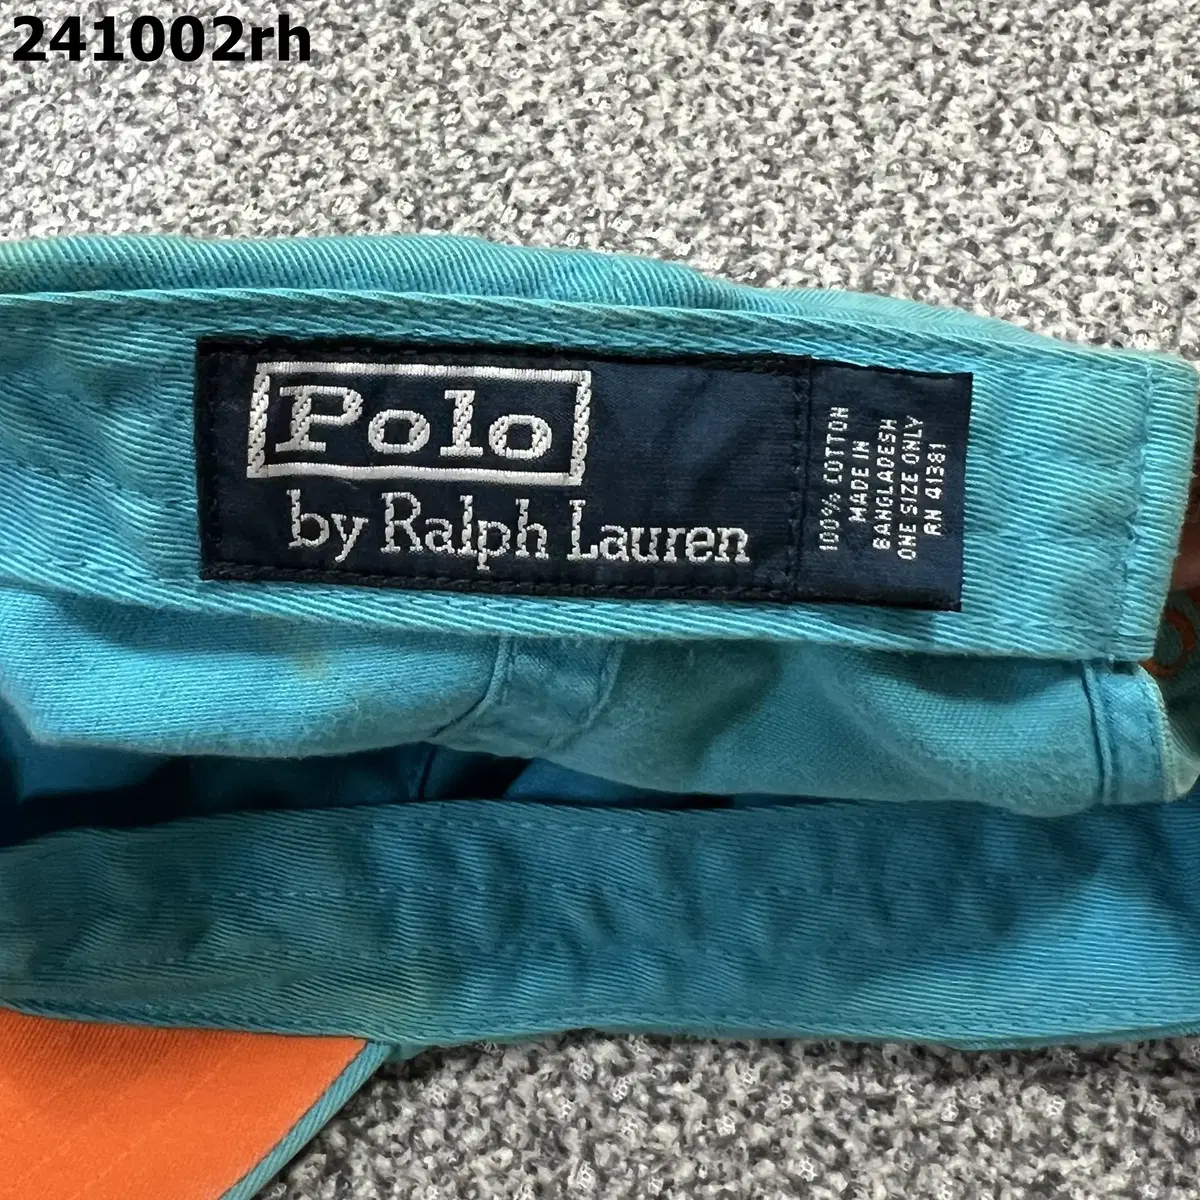 241002rh
Polo
by Ralph Lauren
100% COTTON
MADE IN
BANGLADESH
ONE SIZE ONLY
RN 41381